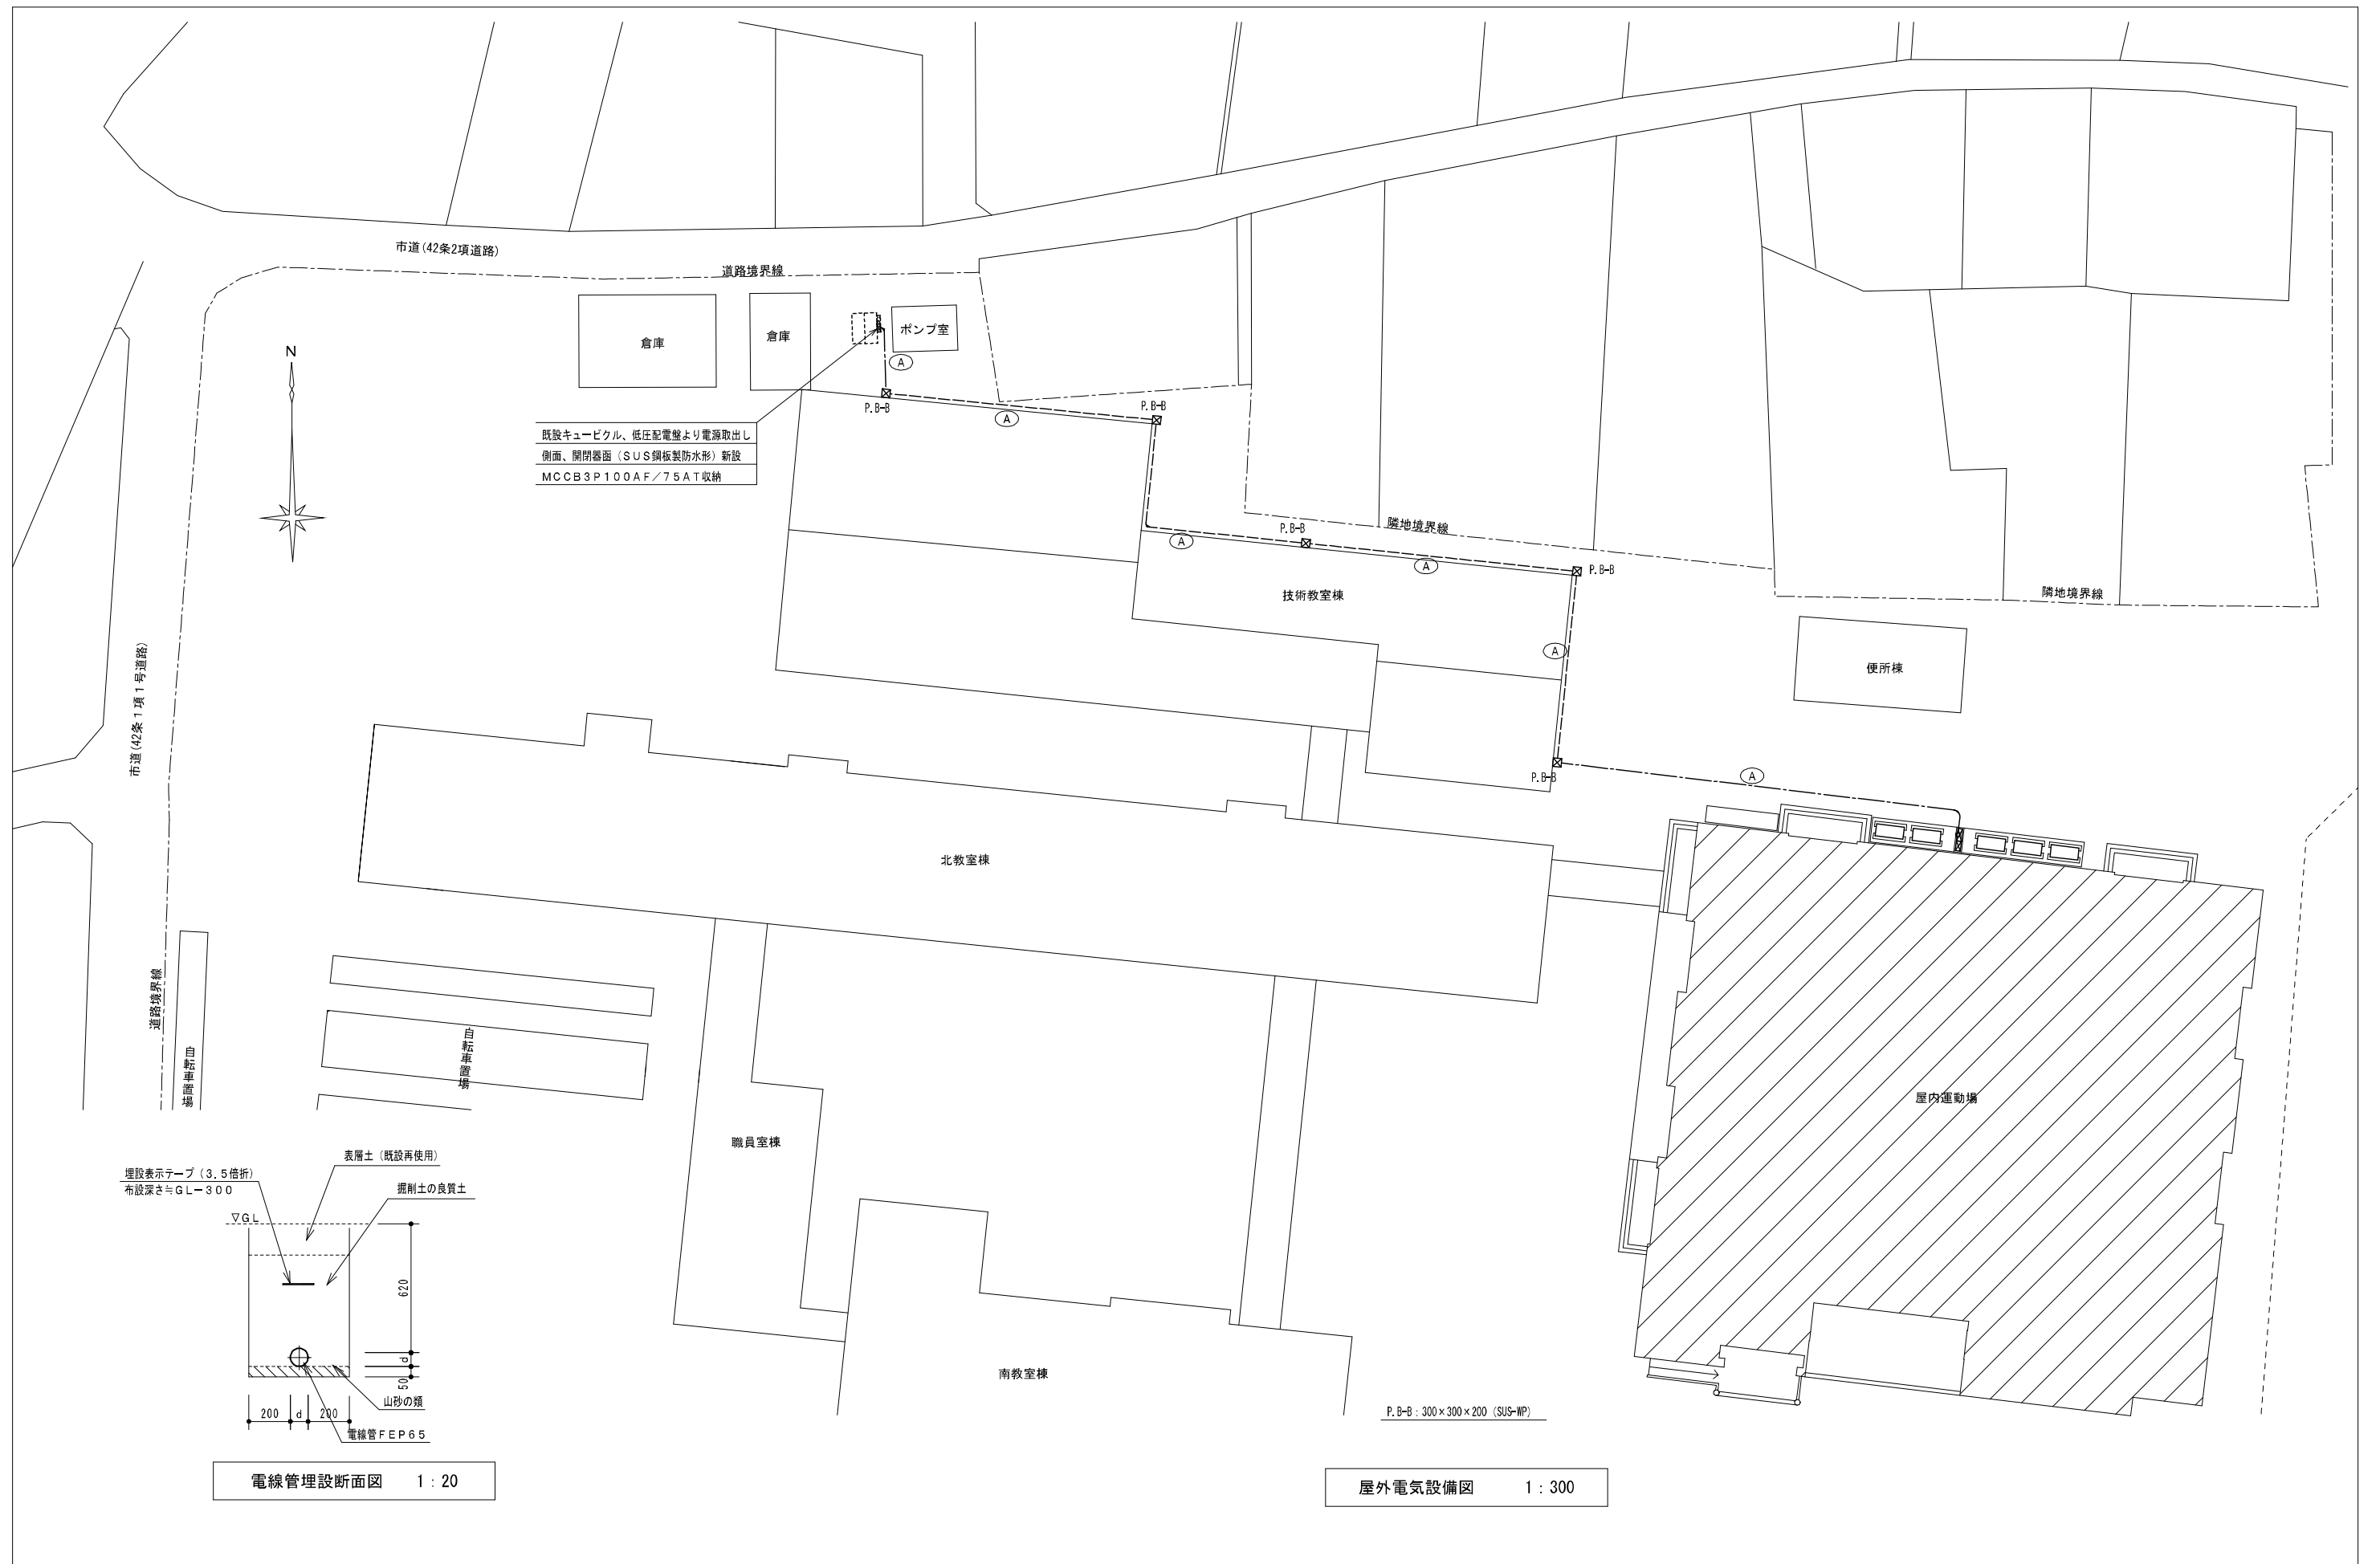 市道(42条2項道路)
道路境界線
倉庫
倉庫
ポンプ室
N
A
P.B-B
A
P.B-B
既設キュービクル、低圧配電盤より電源取出し
側面、開閉器函（ＳＵＳ鋼板製防水形）新設
ＭＣＣＢ３Ｐ１００ＡＦ／７５ＡＴ収納
P.B-B
隣地境界線
A
A
P.B-B
技術教室棟
隣地境界線
A
便所棟
市道(42条１項１号道路)
P.B-B
A
北教室棟
道路境界線
自転車置場
自転車置場
屋内運動場
職員室棟
表層土（既設再使用）
埋設表示テープ（３.５倍折）
布設深さ≒ＧＬ－３００
掘削土の良質土
▽ＧＬ
620
d
50
山砂の類
200
d
200
電線管ＦＥＰ６５
南教室棟
P.B-B：300×300×200（SUS-WP）
電線管埋設断面図　1：20
屋外電気設備図　1：300